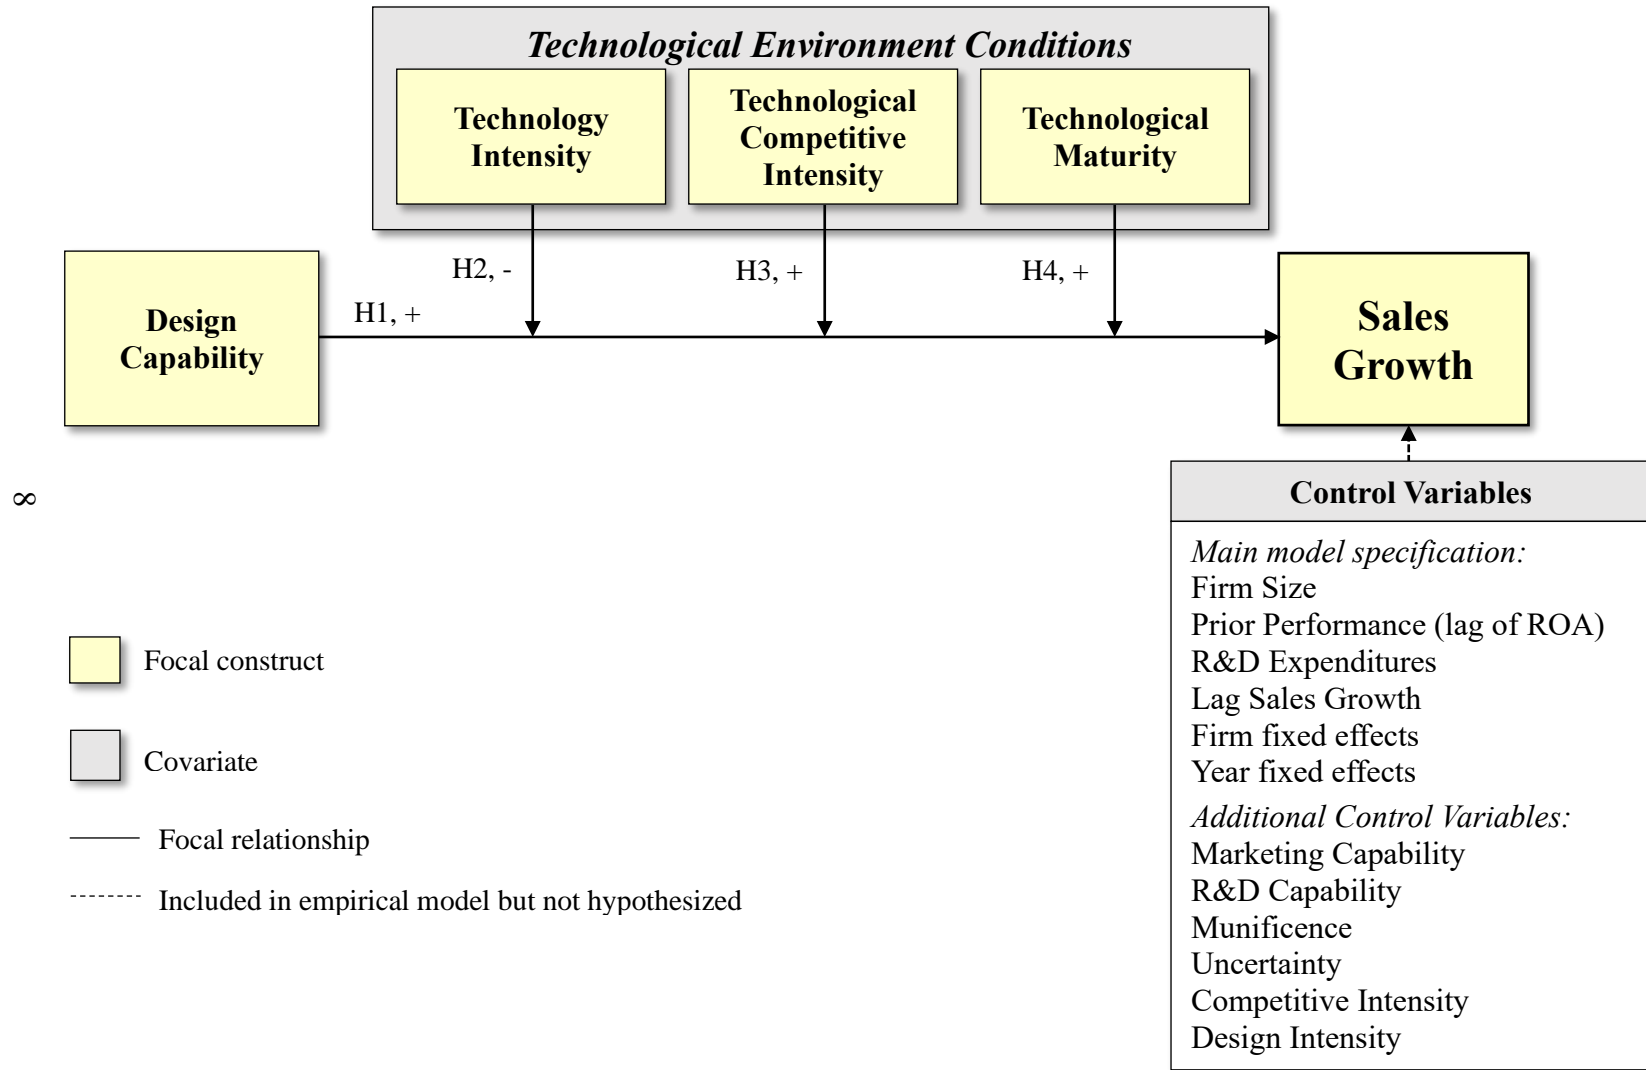 Technological Environment Conditions
Technology
Intensity
Technological
Competitive
Intensity
Technological
Maturity
H2, -
H3, +
H4, +
H1, +
Design
Capability
Sales
Growth
∞
Control Variables
Main model specification:
Firm Size
Prior Performance (lag of ROA)
R&D Expenditures
Lag Sales Growth
Firm fixed effects
Year fixed effects
Additional Control Variables:
Marketing Capability
R&D Capability
Munificence
Uncertainty
Competitive Intensity
Design Intensity
Focal construct
Covariate
Focal relationship
Included in empirical model but not hypothesized